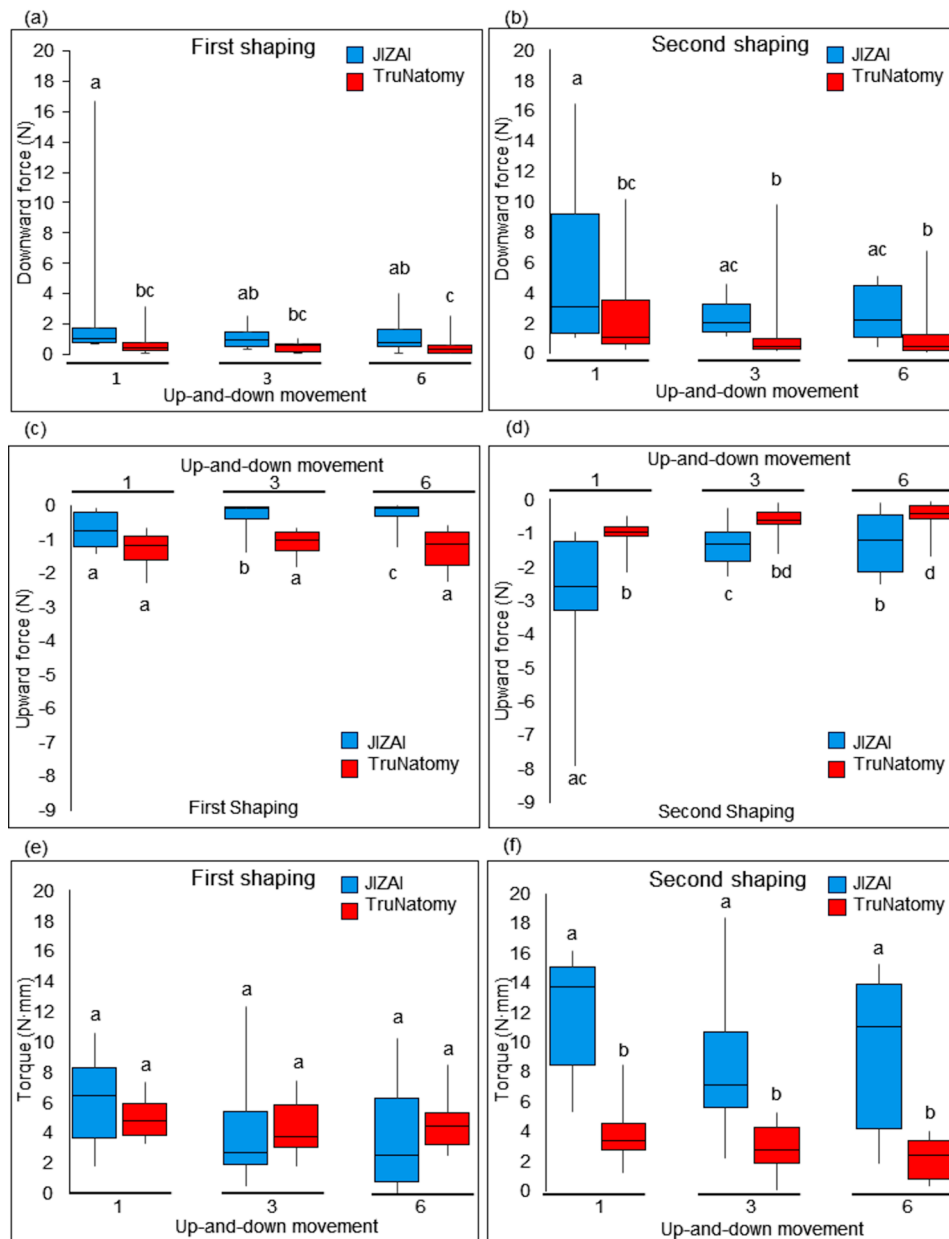 (a)
First shaping
JIZAI
TruNatomy
20
18
16
14
12
10
8
6
4
2
0
Downward force (N)
a
bc
ab
bc
ab
c
1 3 6
Up-and-down movement
(b)
Second shaping
JIZAI
TruNatomy
20
18
16
14
12
10
8
6
4
2
0
Downward force (N)
a
bc
ac
b
ac
b
1 3 6
Up-and-down movement
(c)
Up-and-down movement
1 3 6
0
-1
-2
-3
-4
-5
-6
-7
-8
-9
Upward force (N)
a
a
b
a
c
a
JIZAI
TruNatomy
First Shaping
(d)
Up-and-down movement
1 3 6
0
-1
-2
-3
-4
-5
-6
-7
-8
-9
Upward force (N)
ac
b
c
bd
b
d
JIZAI
TruNatomy
Second Shaping
(e)
First shaping
JIZAI
TruNatomy
20
18
16
14
12
10
8
6
4
2
0
Torque (N·mm)
a
a
a
a
a
a
1 3 6
Up-and-down movement
(f)
Second shaping
JIZAI
TruNatomy
20
18
16
14
12
10
8
6
4
2
0
Torque (N·mm)
a
b
a
b
a
b
1 3 6
Up-and-down movement